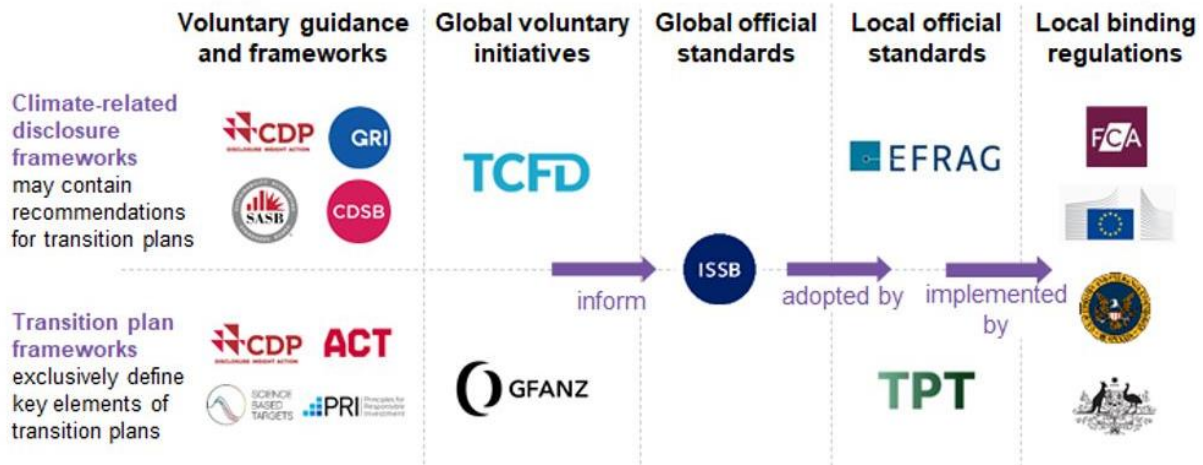 Voluntary guidance
and frameworks
Global voluntary
initiatives
Global official
standards
Local official
standards
Local binding
regulations
Climate-related
disclosure
frameworks
may contain
recommendations
for transition plans
CDP
DISCLOSURE INSIGHT ACTION
GRI
SASB
CDSB
TCFD
EFRAG
FCA
inform
ISSB
adopted by
implemented
by
Transition plan
frameworks
exclusively define
key elements of
transition plans
CDP
DISCLOSURE INSIGHT ACTION
ACT
SCIENCE
BASED
TARGETS
PRI
Principles for
Responsible
Investment
GFANZ
TPT